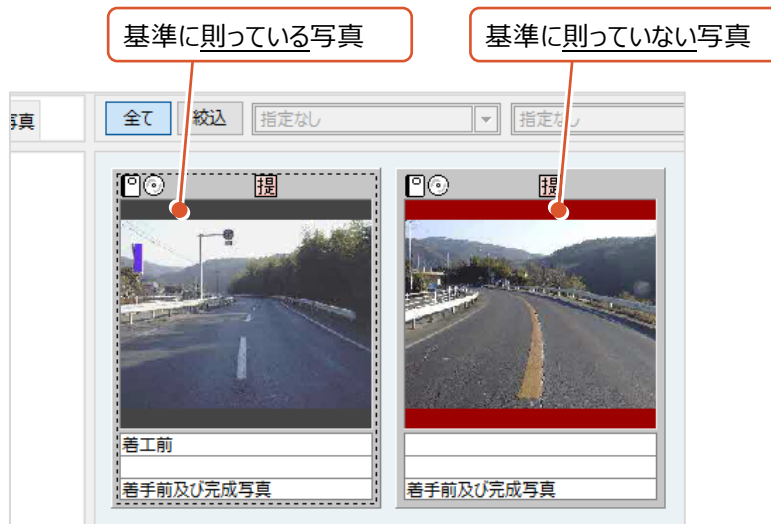 基準に則っている写真
基準に則っていない写真
写真
全て
絞込
指定なし
指定なし
提
提
着工前
着手前及び完成写真
着手前及び完成写真